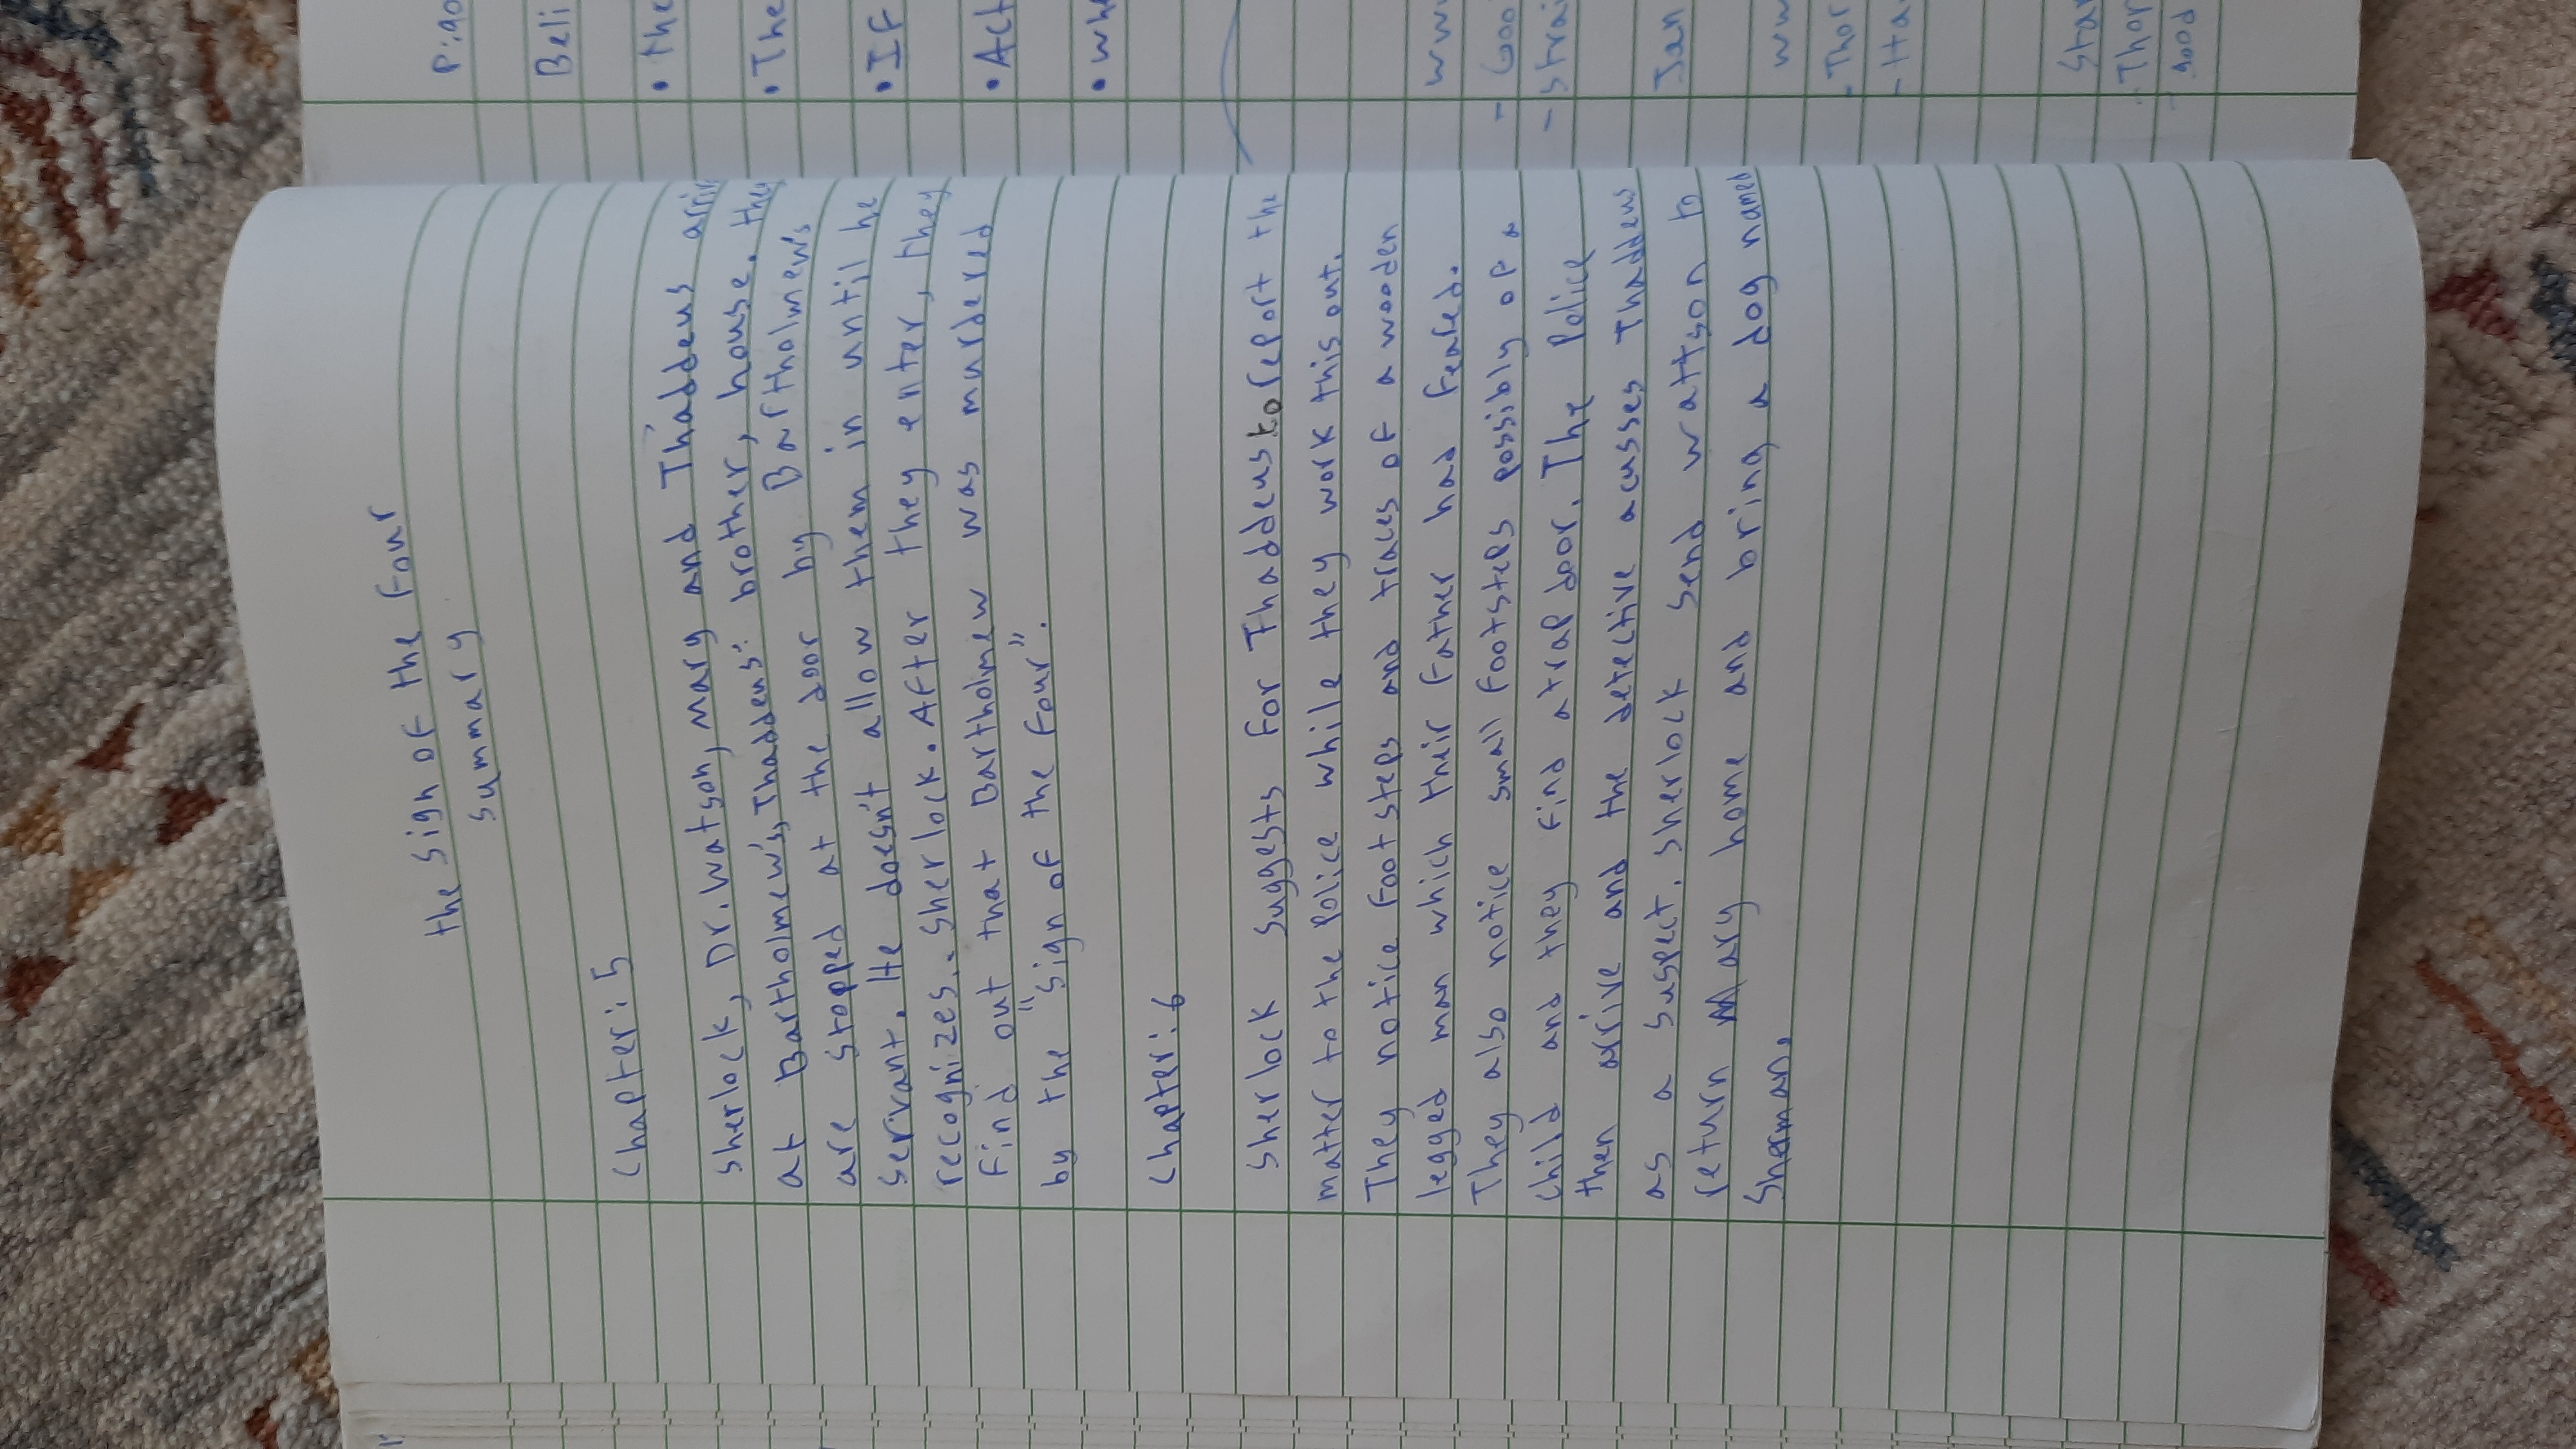 the Sign of the Four
Summary
Chapter: 5
Sherlock, Dr. Watson, Mary and Thaddeus
at Bartholmew's, Thaddeus' brother, house. they
are stopped at the door by Bartholmew's
servant. He doesn't allow them in until he
recognizes.. Sherlock. After they enter, they
find out that Bartholmew was murdered
by the "Sign of the Four".
Chapter: 6
Sherlock suggests for Thaddeus to report the
matter to the police while they work this out.
They notice footsteps and traces of a wooden
legged man which their father had feared.
They also notice small footsteps possibly of a
child and they find a trap door. The police
then arrive and the detective acusses Thaddeus
as a suspect. Sherlock send wattson to
return Mary home and bring a dog named
Sherman.
Beli
• the
• The
• IF
• Act
• whe
www
- Goo
- strai
Jan
ww
- Thor
- Ha
Star
Thor
good